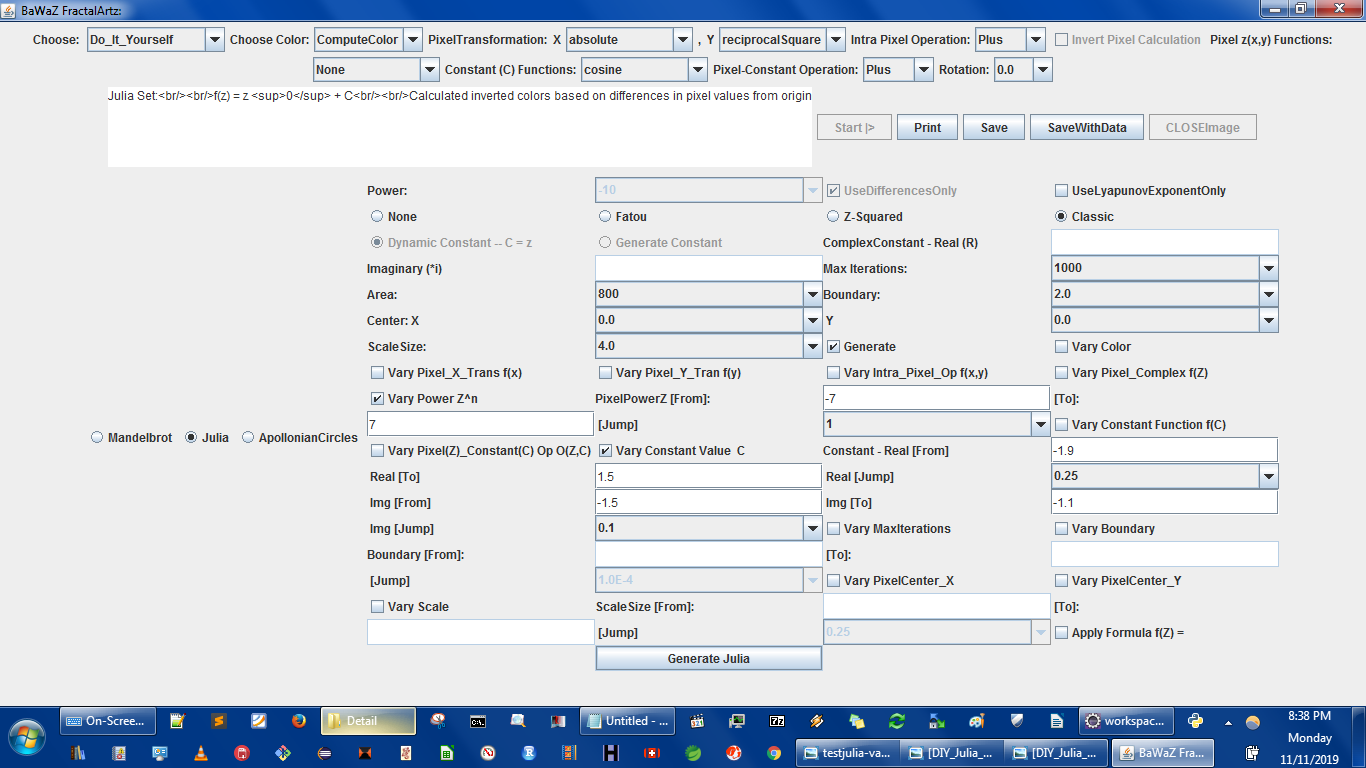 BaWaZ FractalArtz:
Choose: Do_It_Yourself Choose Color: ComputeColor PixelTransformation: X absolute , Y reciprocalSquare Intra Pixel Operation: Plus Invert Pixel Calculation Pixel z(x,y) Functions:
None Constant (C) Functions: cosine Pixel-Constant Operation: Plus Rotation: 0.0
Julia Set:<br/><br/>f(z) = z <sup>0</sup> + C<br/><br/>Calculated inverted colors based on differences in pixel values from origin
Start |> Print Save SaveWithData CLOSEImage
Power: -10 UseDifferencesOnly UseLyapunovExponentOnly
None Fatou Z-Squared Classic
Dynamic Constant -- C = z Generate Constant ComplexConstant - Real (R)
Imaginary (*i) Max Iterations: 1000
Area: 800 Boundary: 2.0
Center: X 0.0 Y 0.0
ScaleSize: 4.0 Generate Vary Color
Vary Pixel_X_Trans f(x) Vary Pixel_Y_Tran f(y) Vary Intra_Pixel_Op f(x,y) Vary Pixel_Complex f(Z)
Vary Power Z^n PixelPowerZ [From]: -7 [To]:
7 [Jump] 1 Vary Constant Function f(C)
Mandelbrot Julia ApollonianCircles
Vary Pixel(Z)_Constant(C) Op O(Z,C) Vary Constant Value C Constant - Real [From] -1.9
Real [To] 1.5 Real [Jump] 0.25
Img [From] -1.5 Img [To] -1.1
Img [Jump] 0.1 Vary MaxIterations Vary Boundary
Boundary [From]: [To]:
[Jump] 1.0E-4 Vary PixelCenter_X Vary PixelCenter_Y
Vary Scale ScaleSize [From]: [To]:
[Jump] 0.25 Apply Formula f(Z) =
Generate Julia
On-Scree... Detail Untitled - ... workspac...
testjulia-va... [DIY_Julia_... [DIY_Julia_... BaWaZ Fra...
8:38 PM
Monday
11/11/2019